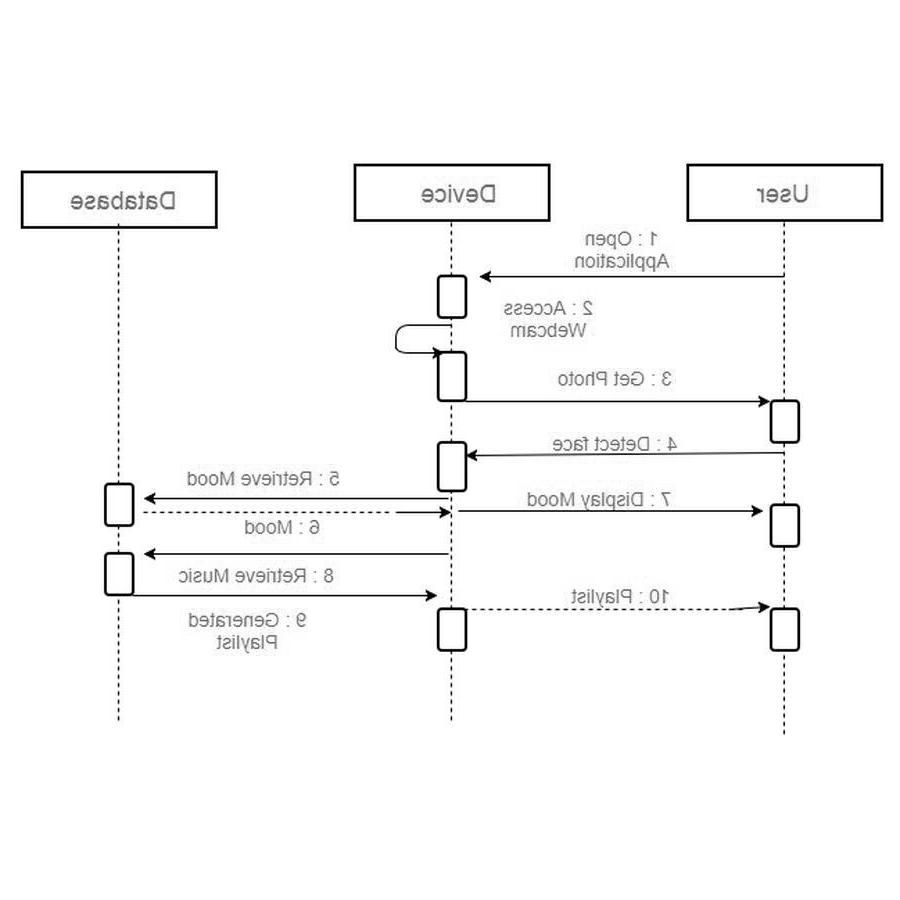 User
Device
Database
1 : Open
Application
2 : Access
Webcam
3 : Get Photo
4 : Detect face
5 : Retrieve Mood
7 : Display Mood
6 : Mood
8 : Retrieve Music
10 : Playlist
9 : Generated
Playlist